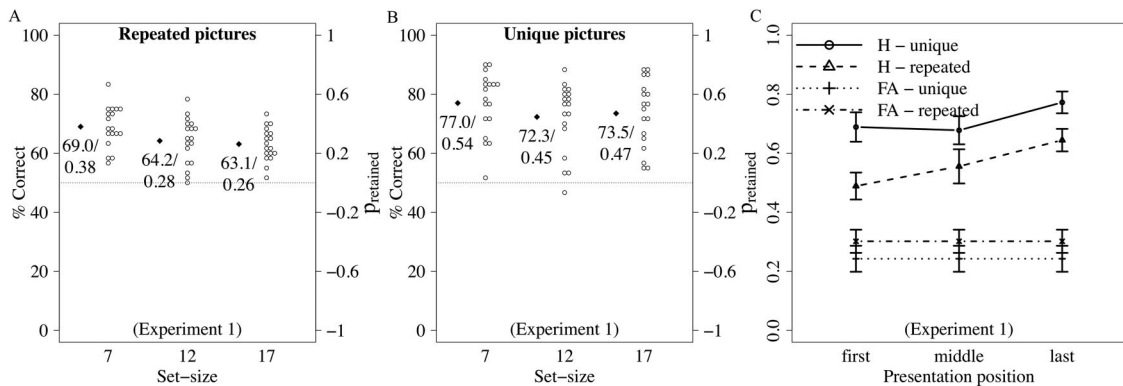 A
Repeated pictures
% Correct
100
80
60
40
20
0
69.0/
0.38
64.2/
0.28
63.1/
0.26
(Experiment 1)
7
12
17
Set-size
1
0.6
0.2
−0.2
−0.6
−1
Pretained
B
Unique pictures
% Correct
100
80
60
40
20
0
77.0/
0.54
72.3/
0.45
73.5/
0.47
(Experiment 1)
7
12
17
Set-size
1
0.6
0.2
−0.2
−0.6
−1
Pretained
C
1.0
0.8
0.6
0.4
0.2
0.0
H − unique
H − repeated
FA − unique
FA − repeated
(Experiment 1)
first
middle
last
Presentation position